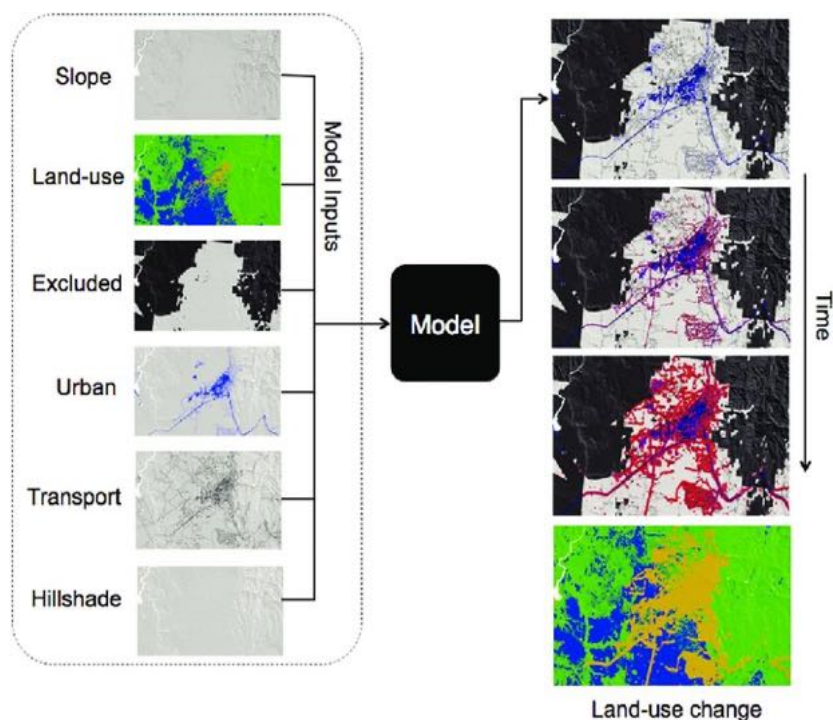 Slope
Land-use
Excluded
Urban
Transport
Hillshade
Model Inputs
Model
Time
Land-use change